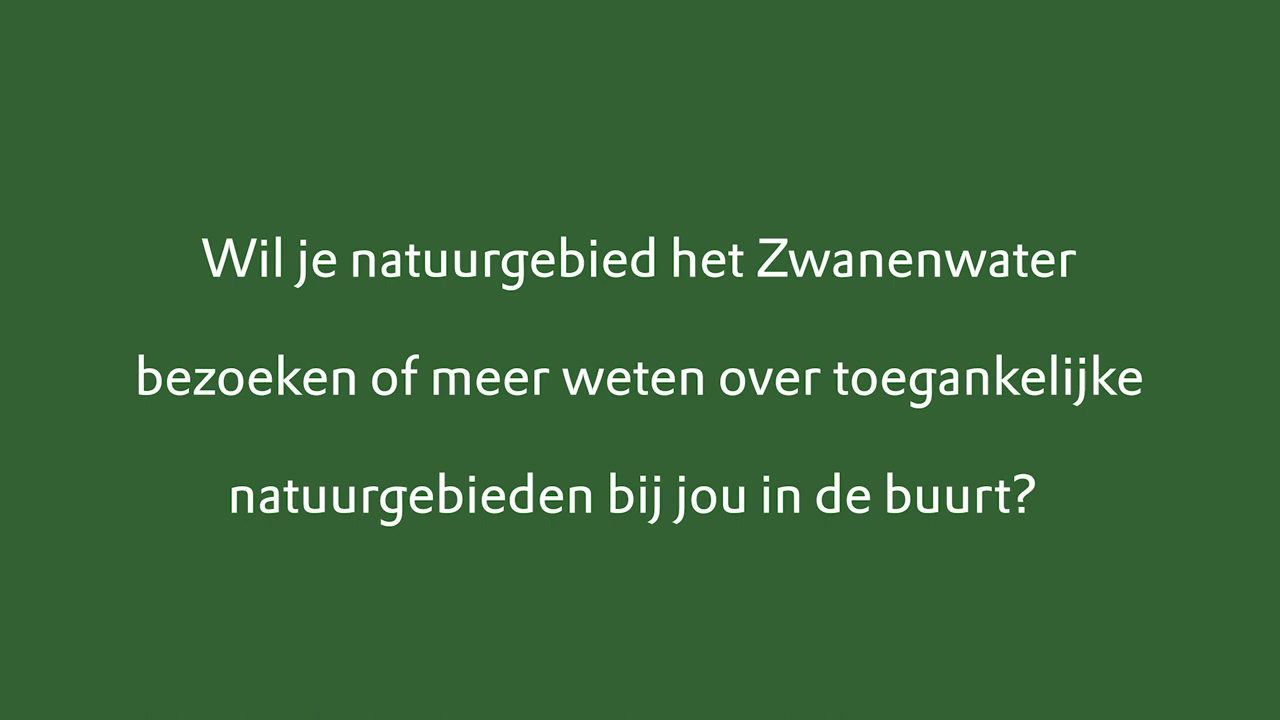 Wil je natuurgebied het Zwanenwater
bezoeken of meer weten over toegankelijke
natuurgebieden bij jou in de buurt?